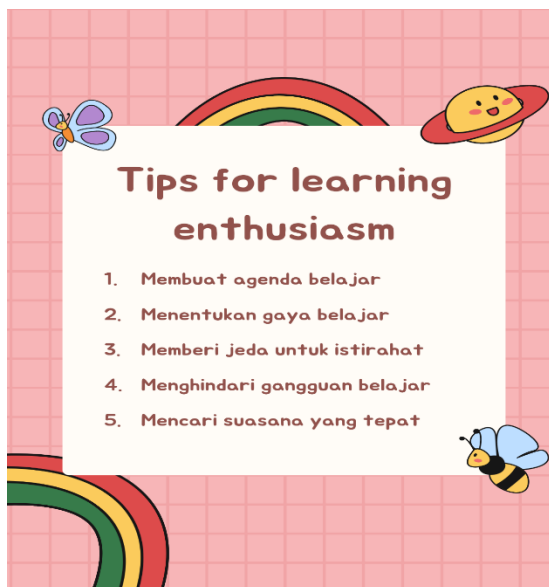 Tips for learning
enthusiasm
1. Membuat agenda belajar
2. Menentukan gaya belajar
3. Memberi jeda untuk istirahat
4. Menghindari gangguan belajar
5. Mencari suasana yang tepat